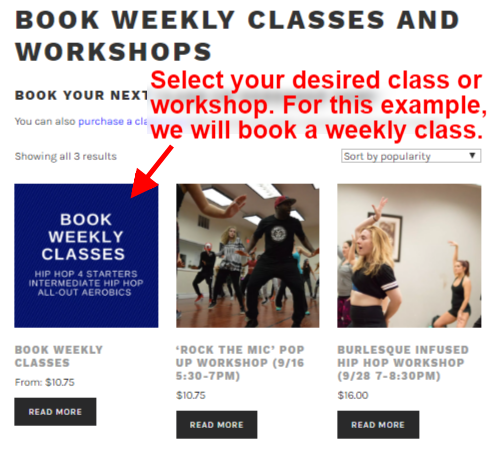 BOOK WEEKLY CLASSES AND
WORKSHOPS
BOOK YOUR NEXT
Select your desired class or
workshop. For this example,
we will book a weekly class.
You can also purchase a
Showing all 3 results
Sort by popularity
BOOK
WEEKLY
CLASSES
HIP HOP 4 STARTERS
INTERMEDIATE HIP HOP
ALL-OUT AEROBICS
BOOK WEEKLY
CLASSES
From: $10.75
READ MORE
‘ROCK THE MIC’ POP
UP WORKSHOP (9/16
5:30-7PM)
$10.75
READ MORE
BURLESQUE INFUSED
HIP HOP WORKSHOP
(9/28 7-8:30PM)
$16.00
READ MORE